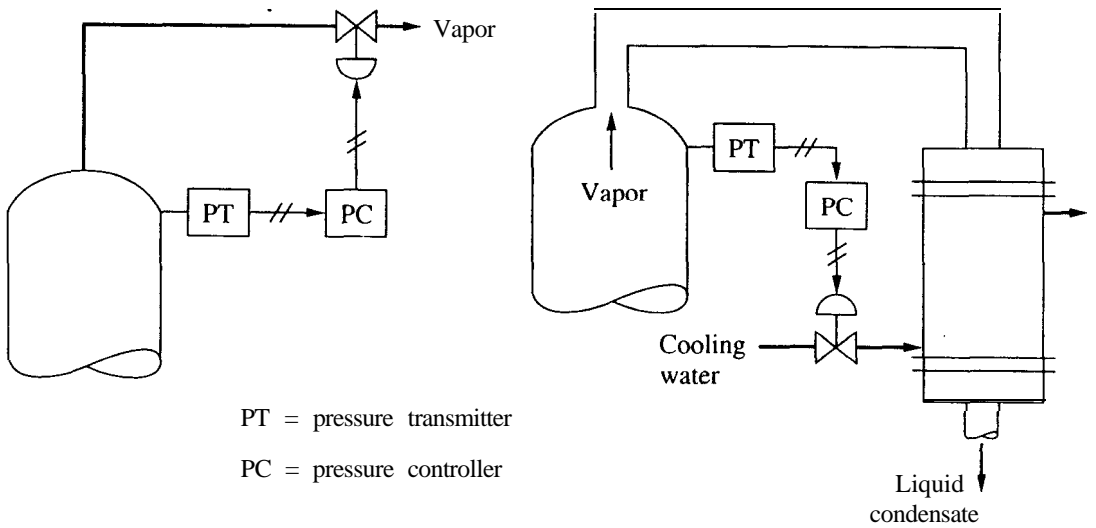 Vapor
PT
PC
PT = pressure transmitter
PC = pressure controller
Vapor
PT
PC
Cooling
water
Liquid
condensate